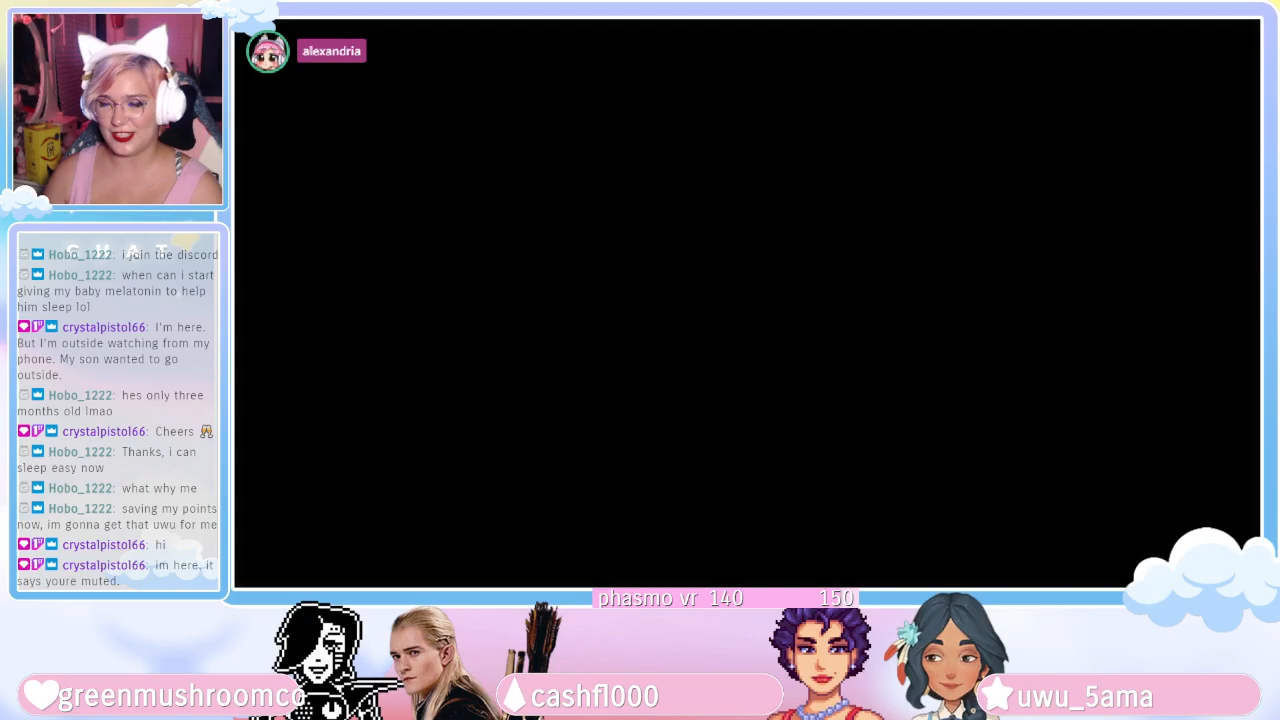 alexandria
CHAT
Hobo_1222: i join the discord
Hobo_1222: when can i start
giving my baby melatonin to help
him sleep lol
crystalpistol66: I'm here.
But I'm outside watching from my
phone. My son wanted to go
outside.
Hobo_1222: hes only three
months old lmao
crystalpistol66: Cheers
Hobo_1222: Thanks, i can
sleep easy now
Hobo_1222: what why me
Hobo_1222: saving my points
now, im gonna get that uwu for me
crystalpistol66: hi
crystalpistol66: im here. it
says youre muted.
phasmo vr 140 150
greenmushroomco
cashfl000
uwu_5ama